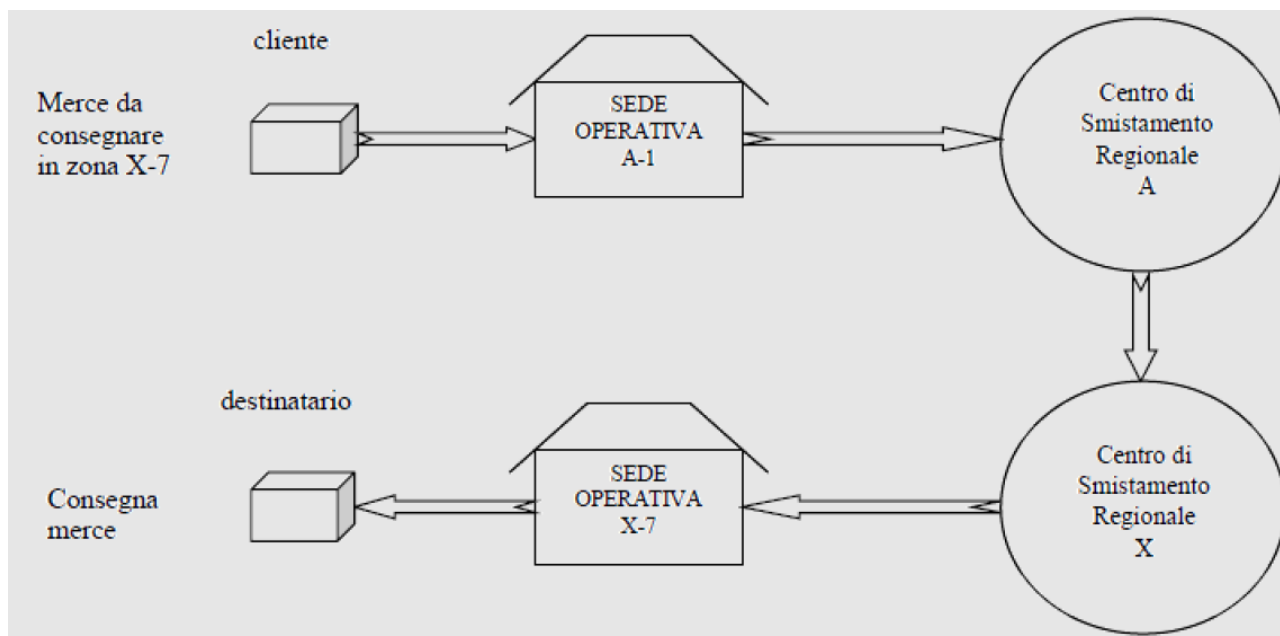 cliente
Merce da
consegnare
in zona X-7
SEDE
OPERATIVA
A-1
Centro di
Smistamento
Regionale
A
destinatario
Consegna
merce
SEDE
OPERATIVA
X-7
Centro di
Smistamento
Regionale
X